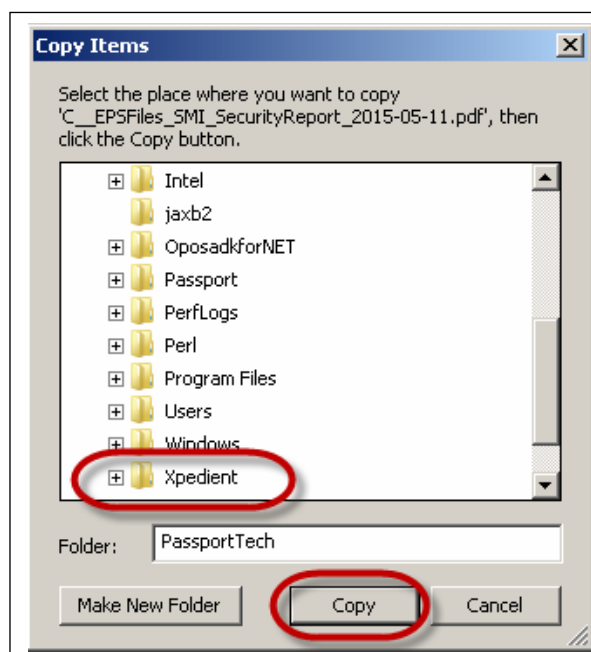 Copy Items
Select the place where you want to copy
'C__EPSFiles_SMI_SecurityReport_2015-05-11.pdf', then
click the Copy button.
Intel
jaxb2
OposadkforNET
Passport
PerfLogs
Perl
Program Files
Users
Windows
Xpedient
Folder: PassportTech
Make New Folder Copy Cancel